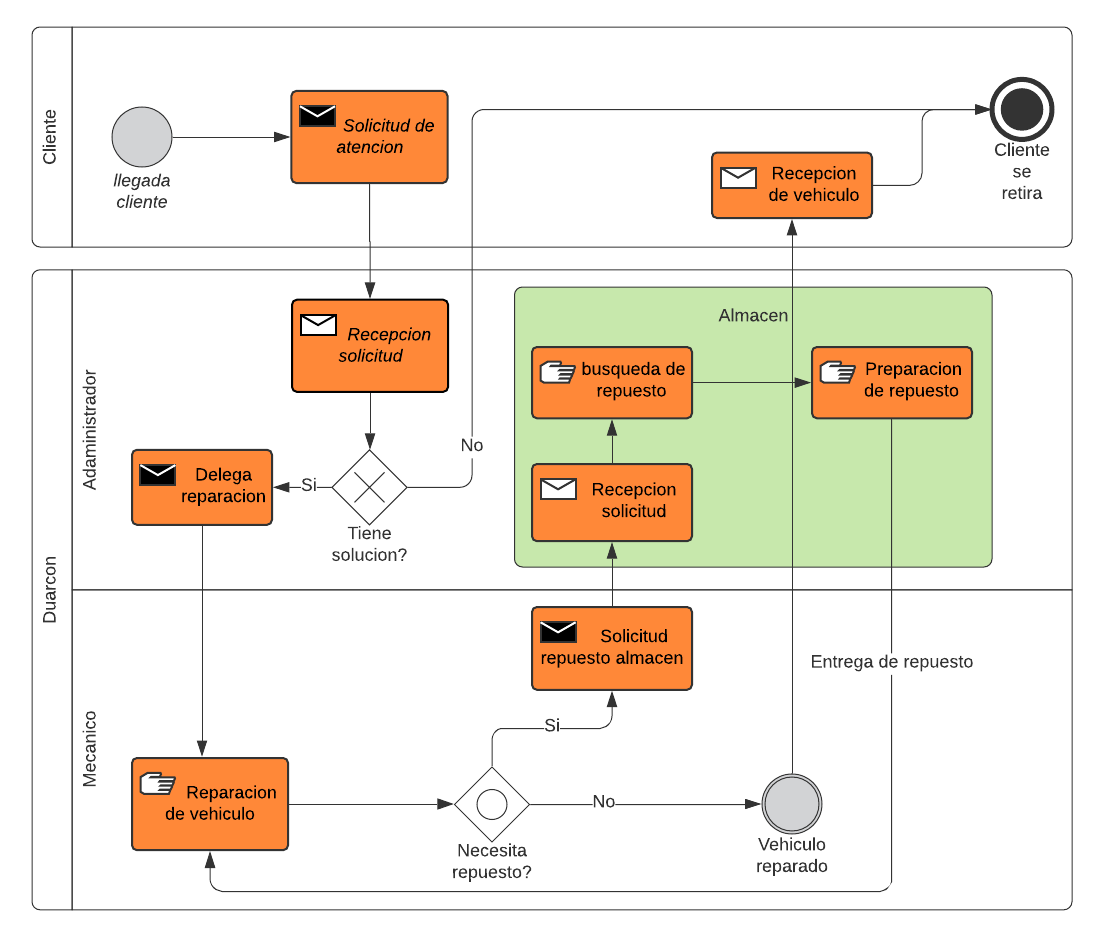 Cliente
llegada
cliente
Solicitud de
atencion
Recepcion
de vehiculo
Cliente
se
retira
Duarcon
Adaministrador
Recepcion
solicitud
No
Si
Tiene
solucion?
Delega
reparacion
Almacen
busqueda de
repuesto
Preparacion
de repuesto
Recepcion
solicitud
Mecanico
Solicitud
repuesto almacen
Entrega de repuesto
Si
Reparacion
de vehiculo
No
Necesita
repuesto?
Vehiculo
reparado